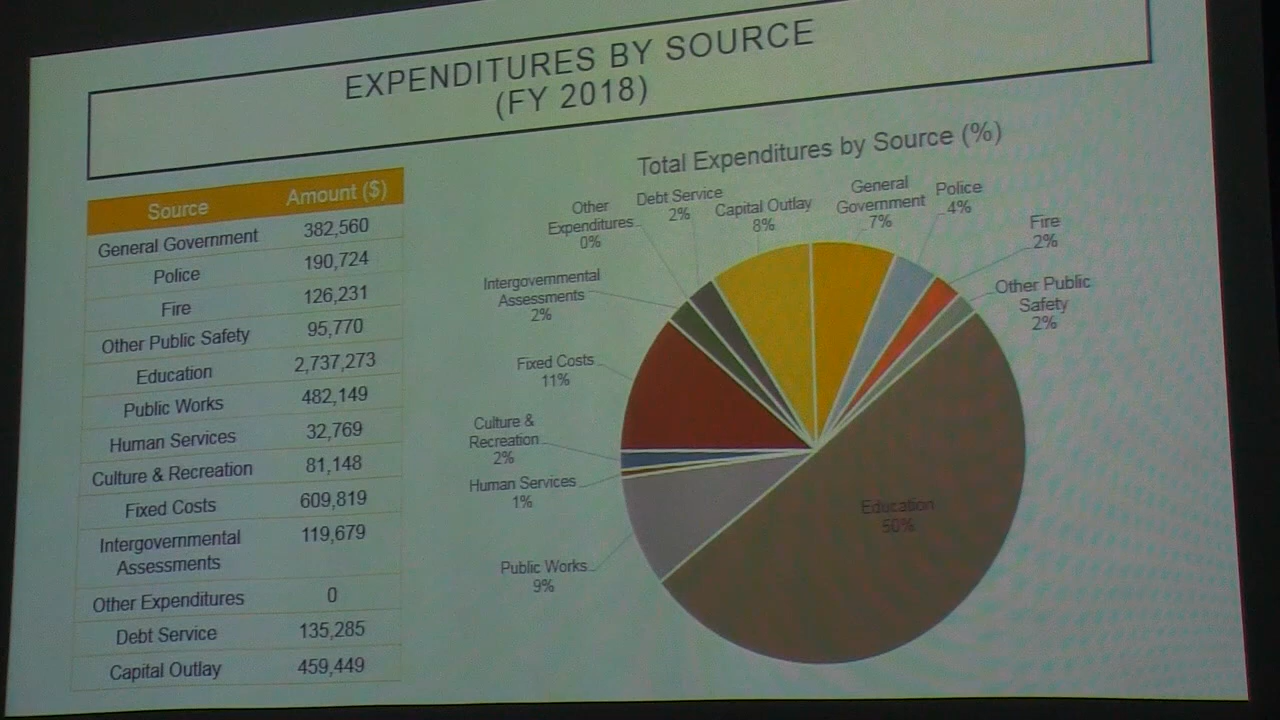 EXPENDITURES BY SOURCE
(FY 2018)
Source Amount ($)
General Government 382,560
Police 190,724
Fire 126,231
Other Public Safety 95,770
Education 2,737,273
Public Works 482,149
Human Services 32,769
Culture & Recreation 81,148
Fixed Costs 609,819
Intergovernmental 119,679
Assessments
Other Expenditures 0
Debt Service 135,285
Capital Outlay 459,449
Total Expenditures by Source (%)
Other
Expenditures
0%
Debt Service
2%
Capital Outlay
8%
General
Government
7%
Police
4%
Fire
2%
Other Public
Safety
2%
Intergovernmental
Assessments
2%
Fixed Costs
11%
Culture &
Recreation
2%
Human Services
1%
Public Works
9%
Education
50%